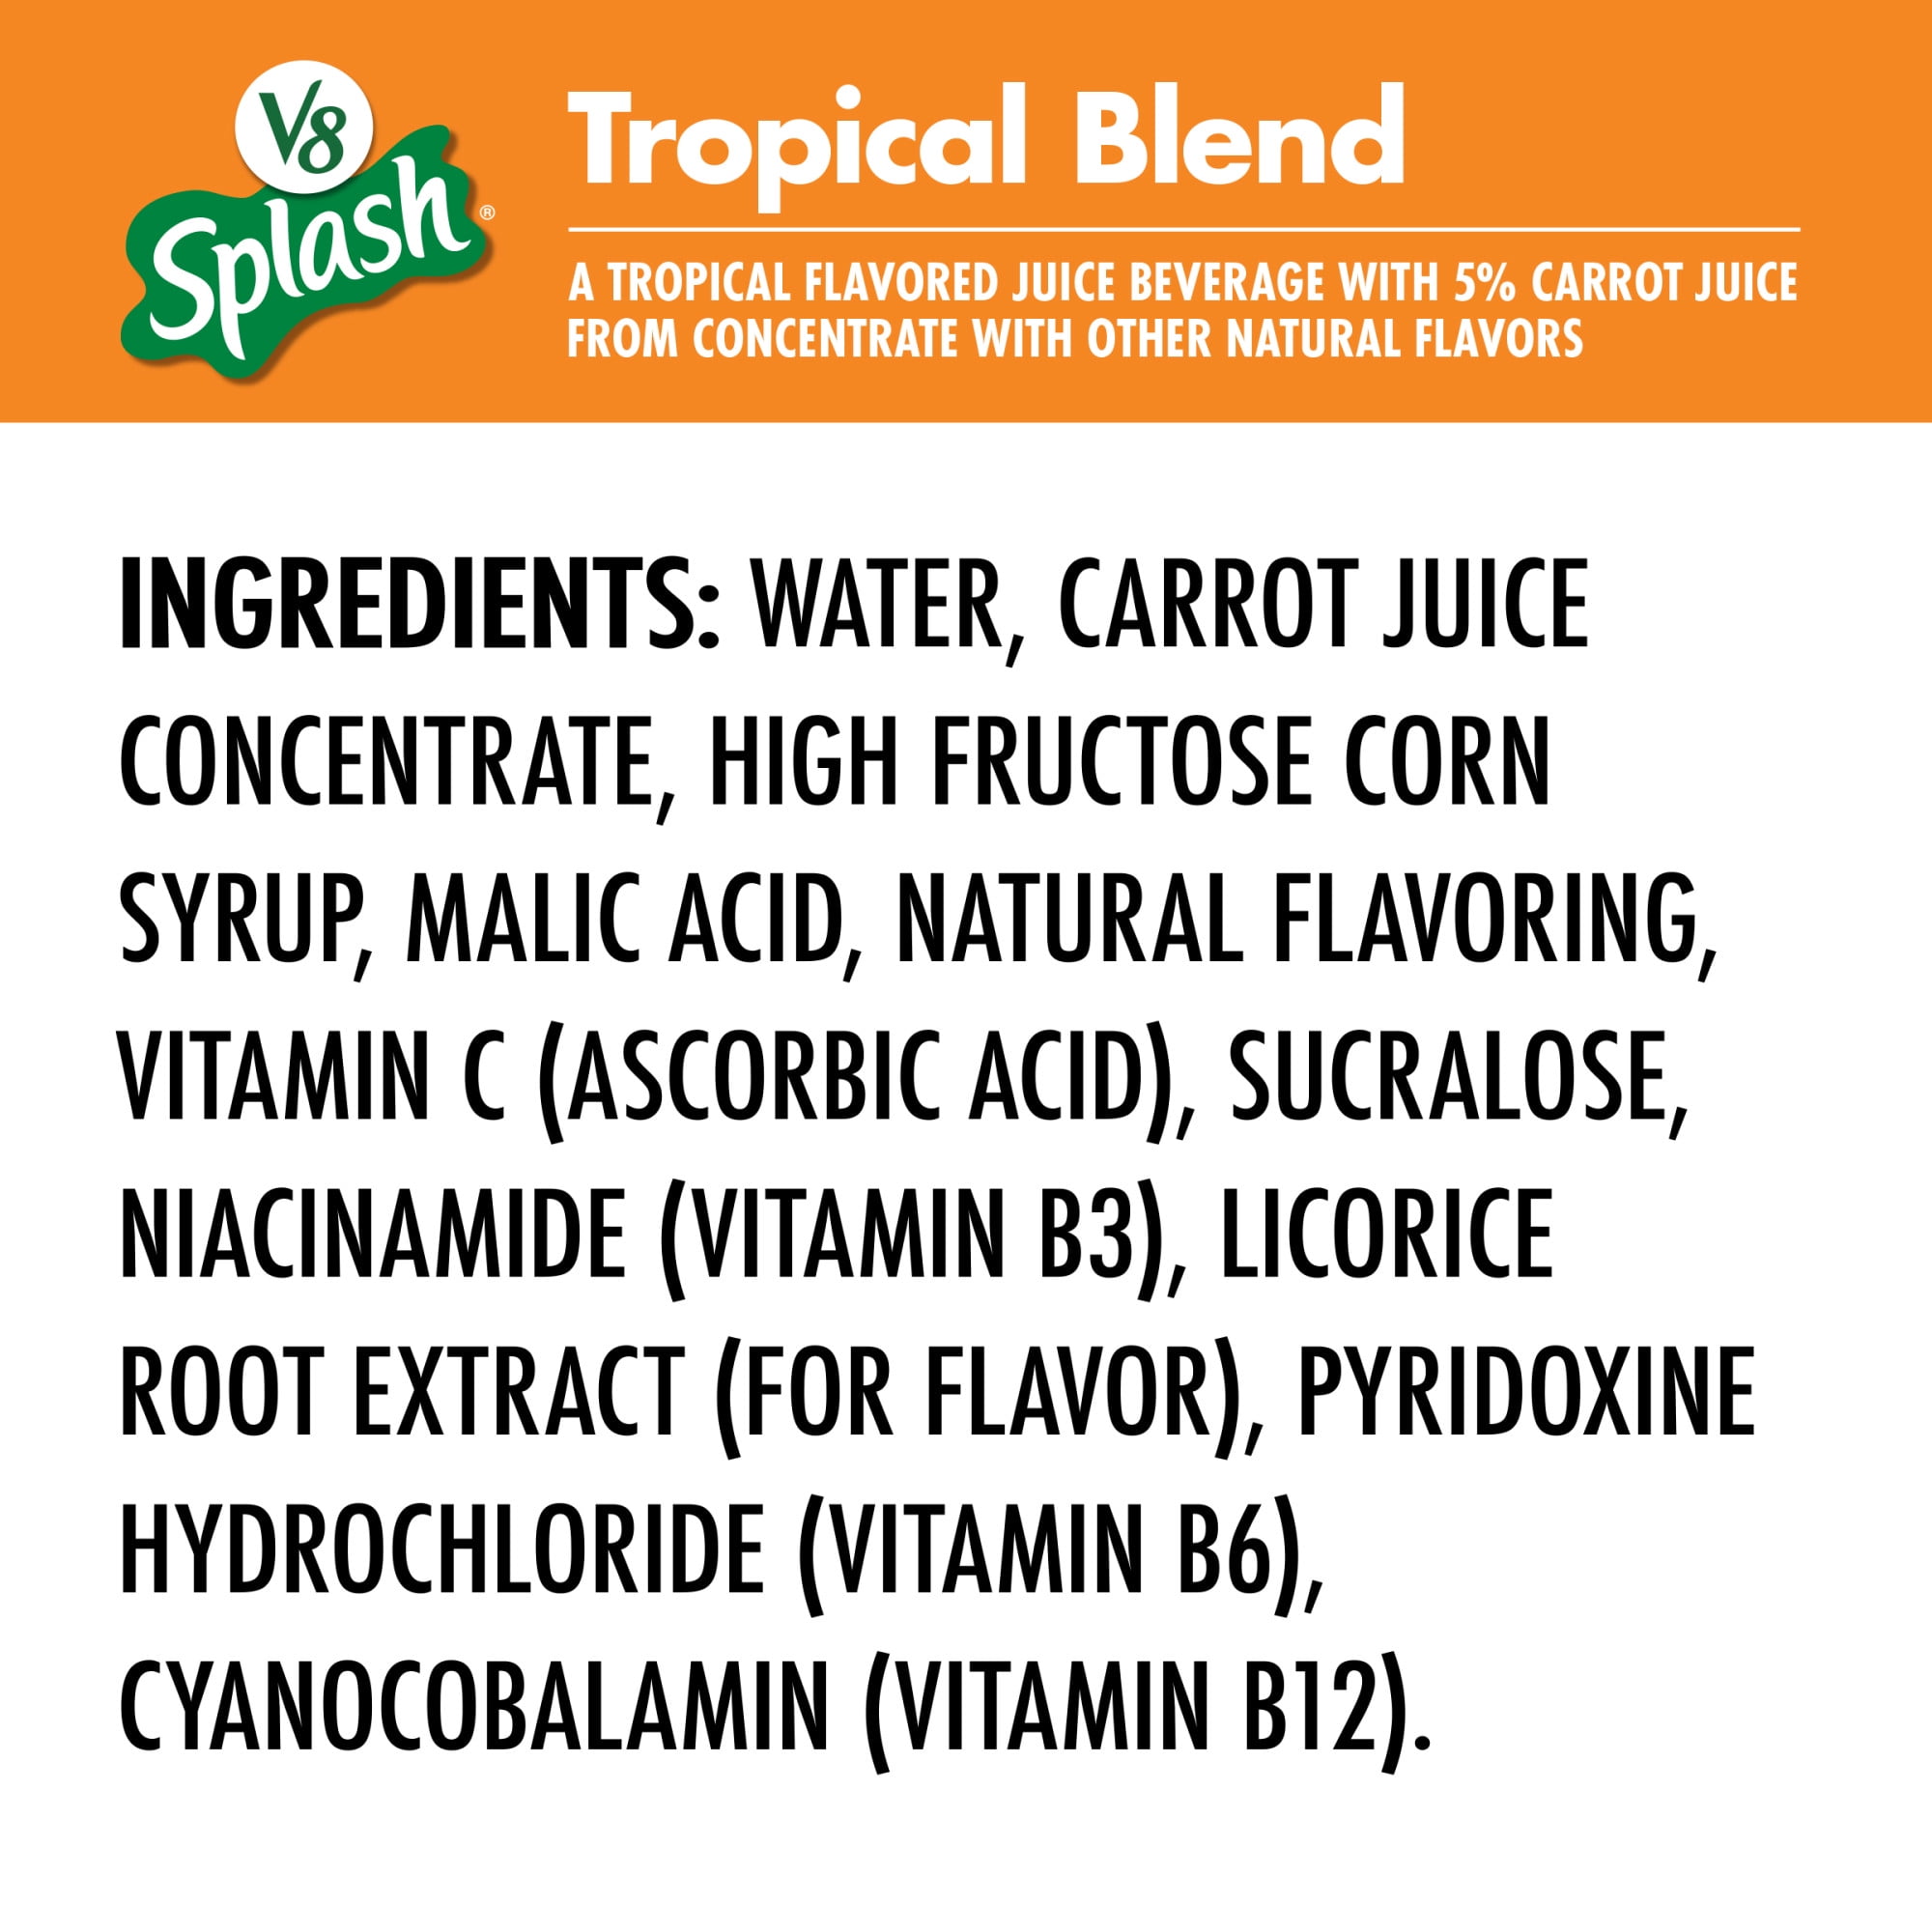 V8
Splash®
Tropical Blend
A TROPICAL FLAVORED JUICE BEVERAGE WITH 5% CARROT JUICE
FROM CONCENTRATE WITH OTHER NATURAL FLAVORS
INGREDIENTS: WATER, CARROT JUICE
CONCENTRATE, HIGH FRUCTOSE CORN
SYRUP, MALIC ACID, NATURAL FLAVORING,
VITAMIN C (ASCORBIC ACID), SUCRALOSE,
NIACINAMIDE (VITAMIN B3), LICORICE
ROOT EXTRACT (FOR FLAVOR), PYRIDOXINE
HYDROCHLORIDE (VITAMIN B6),
CYANOCOBALAMIN (VITAMIN B12).